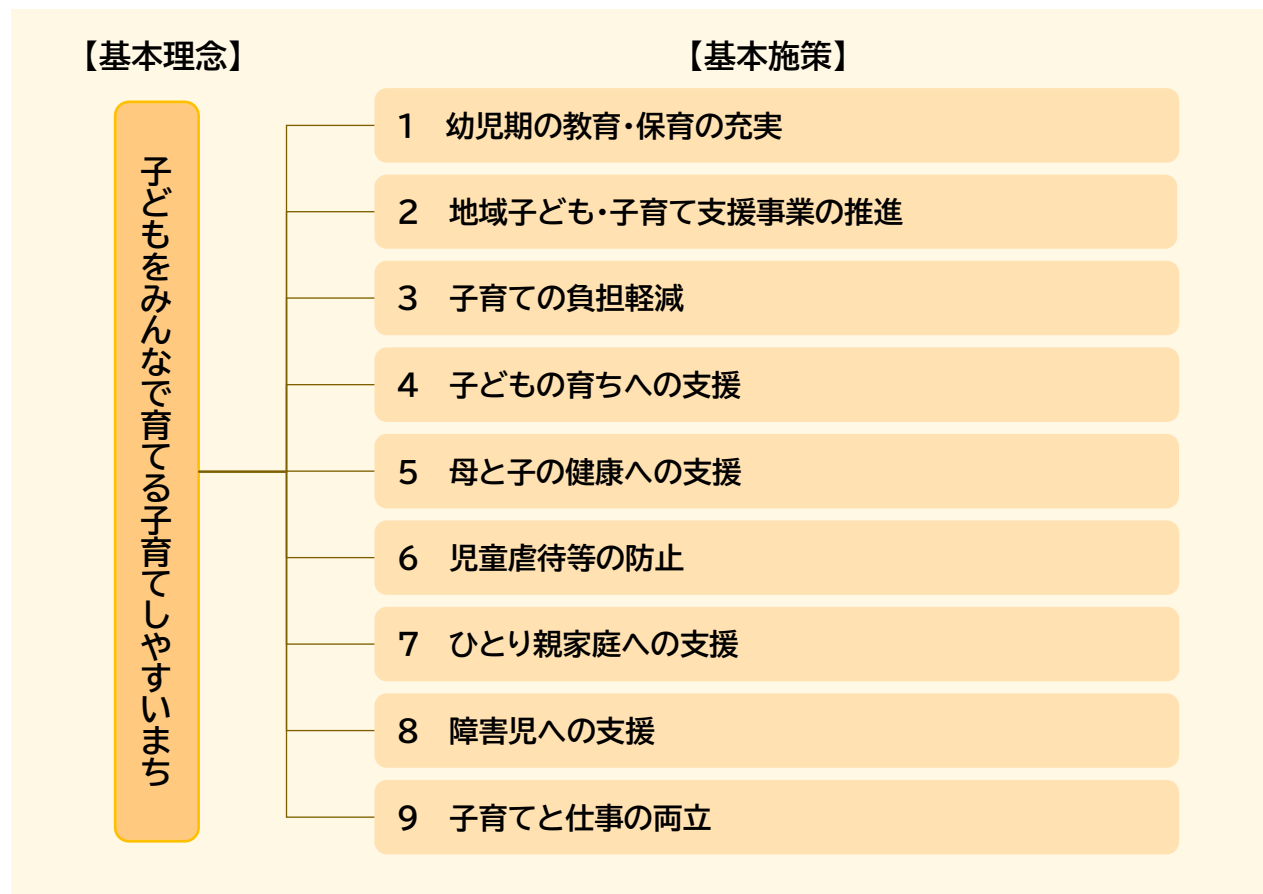 【基本理念】
【基本施策】
子どもをみんなで育てる子育てしやすいまち
1 幼児期の教育・保育の充実
2 地域子ども・子育て支援事業の推進
3 子育ての負担軽減
4 子どもの育ちへの支援
5 母と子の健康への支援
6 児童虐待等の防止
7 ひとり親家庭への支援
8 障害児への支援
9 子育てと仕事の両立